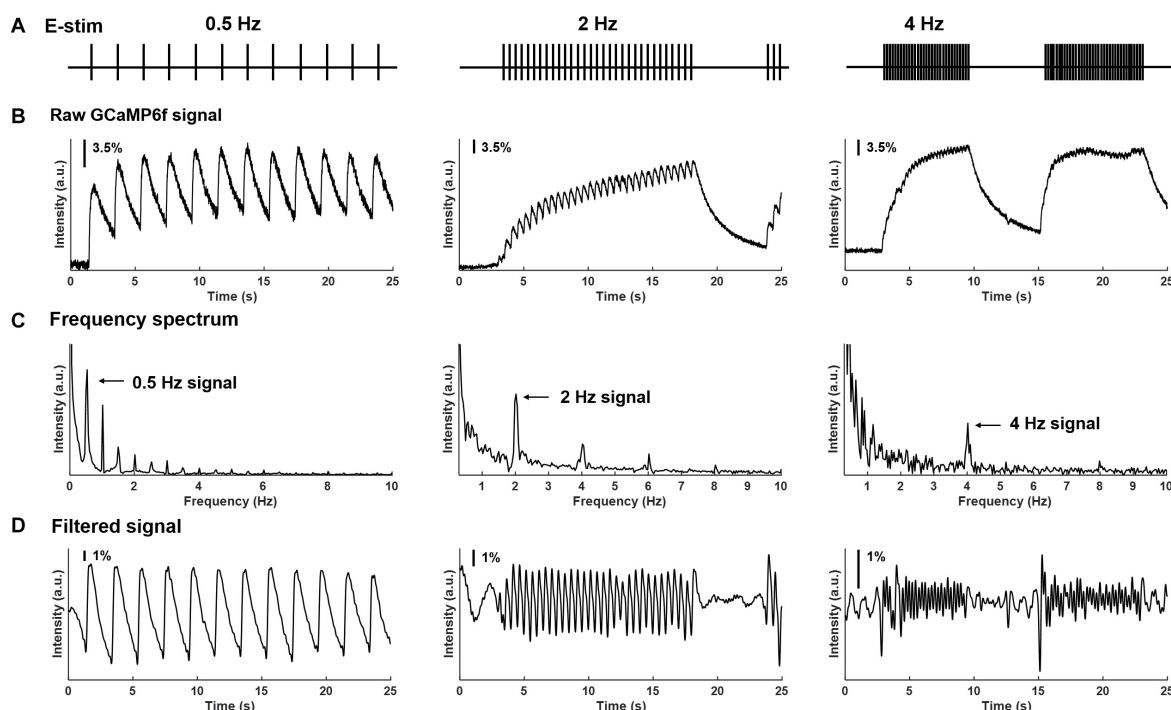 A E-stim 0.5 Hz 2 Hz 4 Hz
B Raw GCaMP6f signal
3.5% 3.5% 3.5%
Intensity (a.u.) Intensity (a.u.) Intensity (a.u.)
0 5 10 15 20 25 0 5 10 15 20 25 0 5 10 15 20 25
Time (s) Time (s) Time (s)
C Frequency spectrum
0.5 Hz signal 2 Hz signal 4 Hz signal
Intensity (a.u.) Intensity (a.u.) Intensity (a.u.)
0 2 4 6 8 10 1 2 3 4 5 6 7 8 9 10 1 2 3 4 5 6 7 8 9 10
Frequency (Hz) Frequency (Hz) Frequency (Hz)
D Filtered signal
1% 1% 1%
Intensity (a.u.) Intensity (a.u.) Intensity (a.u.)
0 5 10 15 20 25 0 5 10 15 20 25 0 5 10 15 20 25
Time (s) Time (s) Time (s)